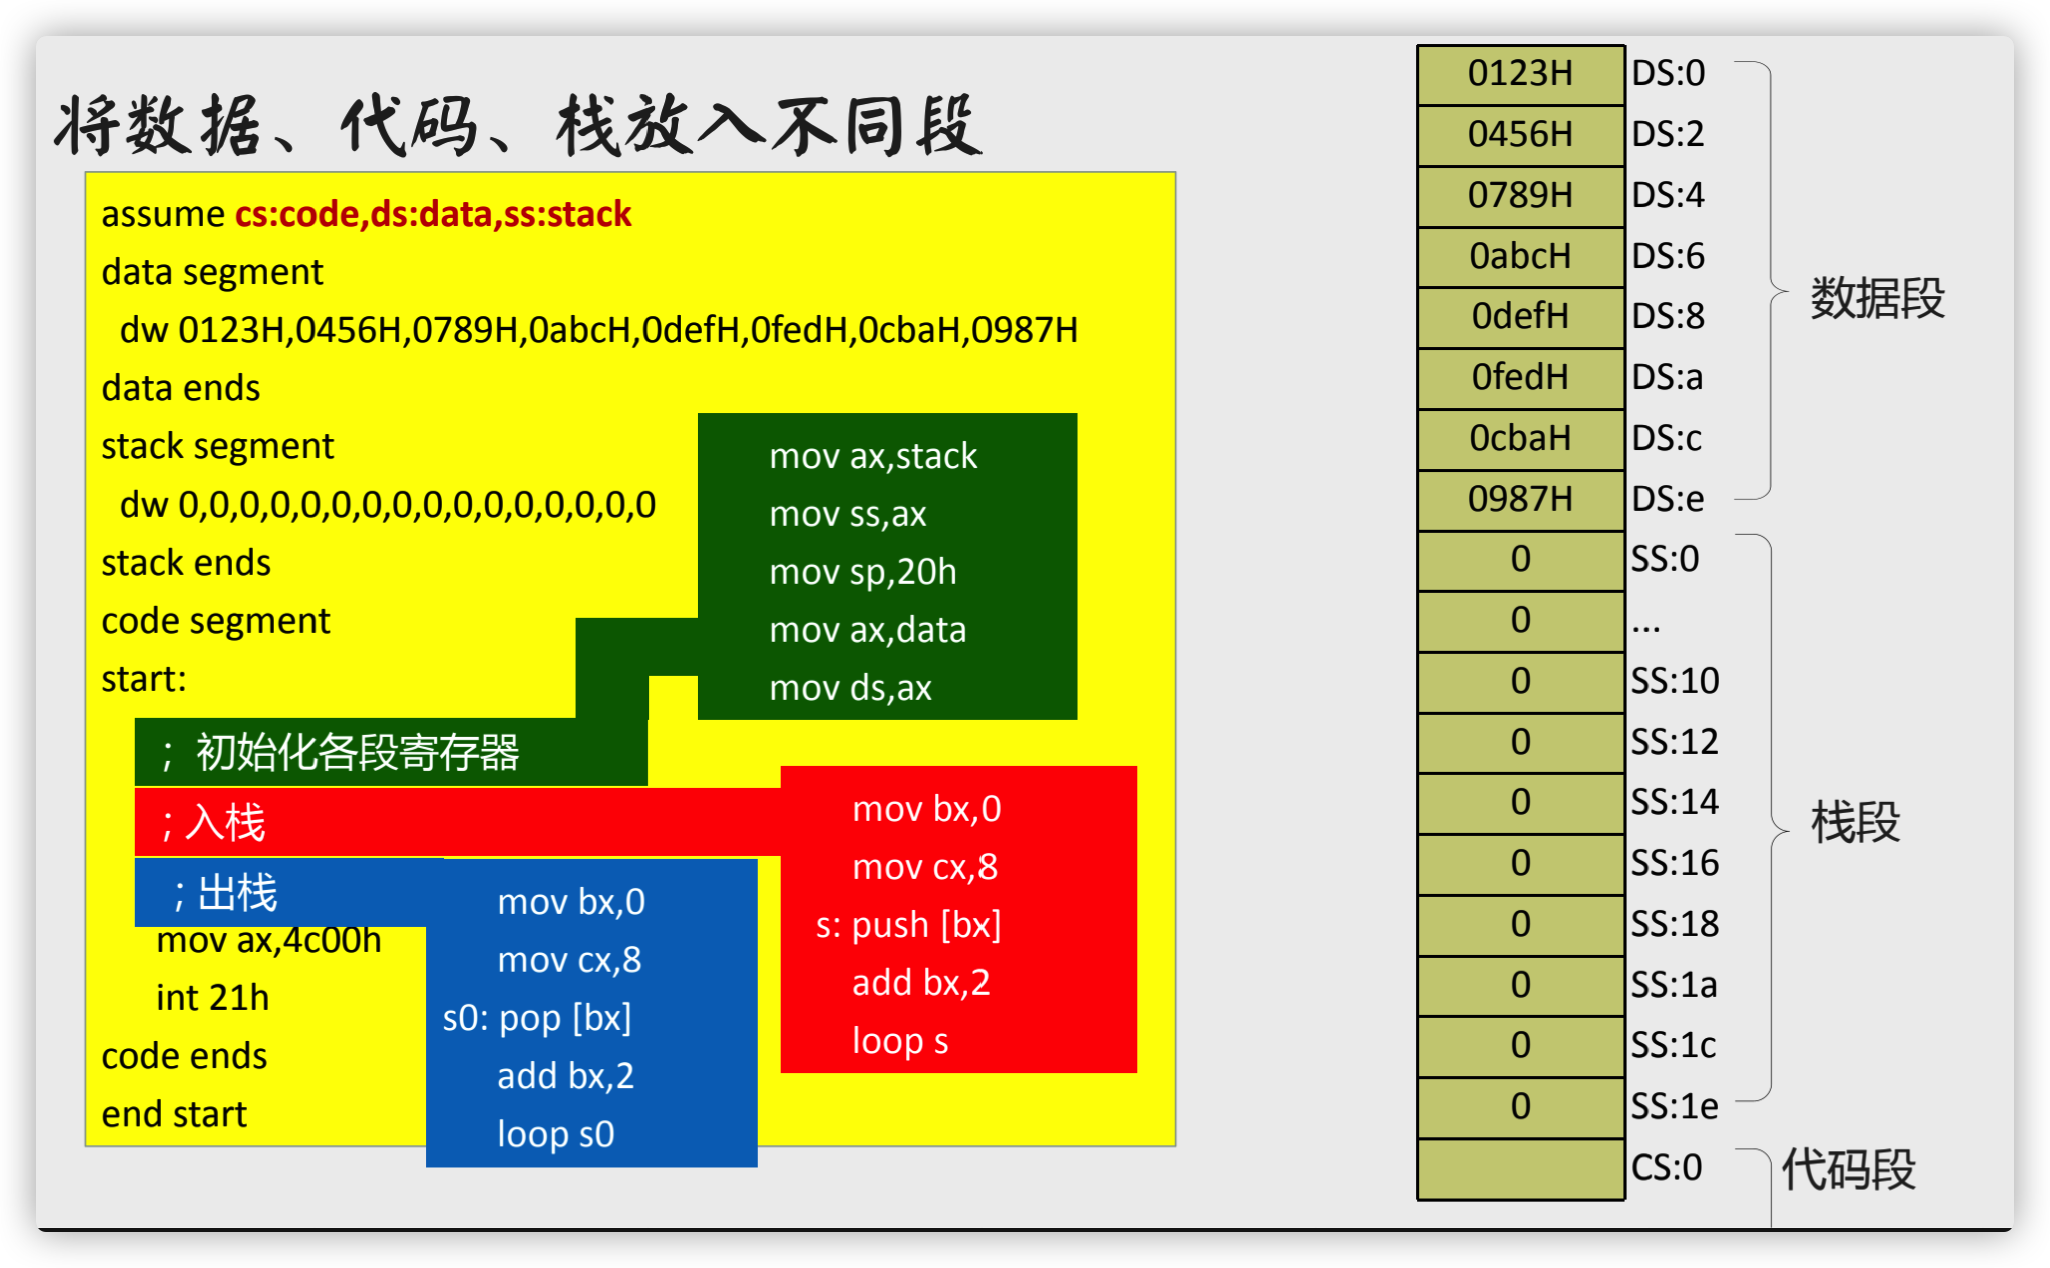 将数据、代码、栈放入不同段
assume cs:code,ds:data,ss:stack
data segment
dw 0123H,0456H,0789H,0abcH,0defH,0fedH,0cbaH,0987H
data ends
stack segment
dw 0,0,0,0,0,0,0,0,0,0,0,0,0,0,0,0
stack ends
code segment
start:
; 初始化各段寄存器
mov ax,stack
mov ss,ax
mov sp,20h
mov ax,data
mov ds,ax
; 入栈
mov bx,0
mov cx,8
s: push [bx]
add bx,2
loop s
; 出栈
mov bx,0
mov cx,8
s0: pop [bx]
add bx,2
loop s0
mov ax,4c00h
int 21h
code ends
end start
0123H DS:0
0456H DS:2
0789H DS:4
0abcH DS:6
0defH DS:8
0fedH DS:a
0cbaH DS:c
0987H DS:e
数据段
0 SS:0
0 ...
0 SS:10
0 SS:12
0 SS:14
0 SS:16
0 SS:18
0 SS:1a
0 SS:1c
0 SS:1e
栈段
CS:0
代码段